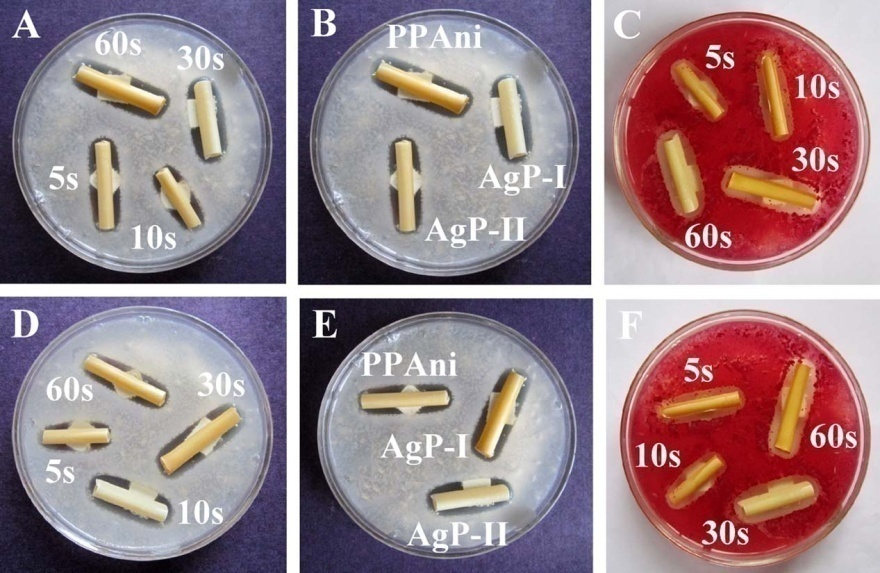 A
60s
30s
5s
10s
B
PPAni
AgP-I
AgP-II
C
5s
10s
30s
60s
D
60s
30s
5s
10s
E
PPAni
AgP-I
AgP-II
F
5s
60s
10s
30s